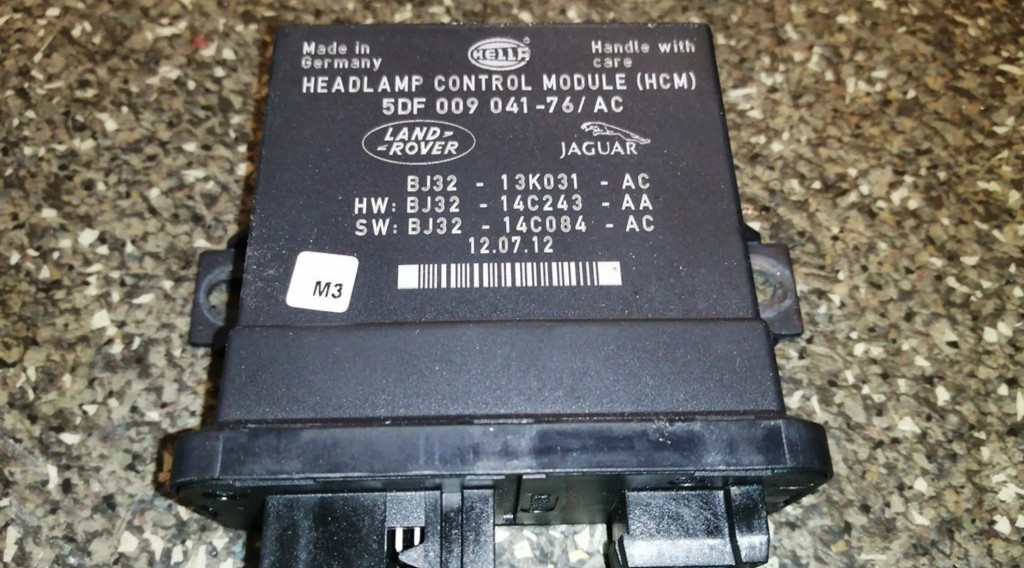 Made in Germany
HELLA
Handle with care
HEADLAMP CONTROL MODULE (HCM)
5DF 009 041-76/AC
LAND-
-ROVER
JAGUAR
BJ32 - 13K031 - AC
HW: BJ32 - 14C243 - AA
SW: BJ32 - 14C084 - AC
12.07.12
M3